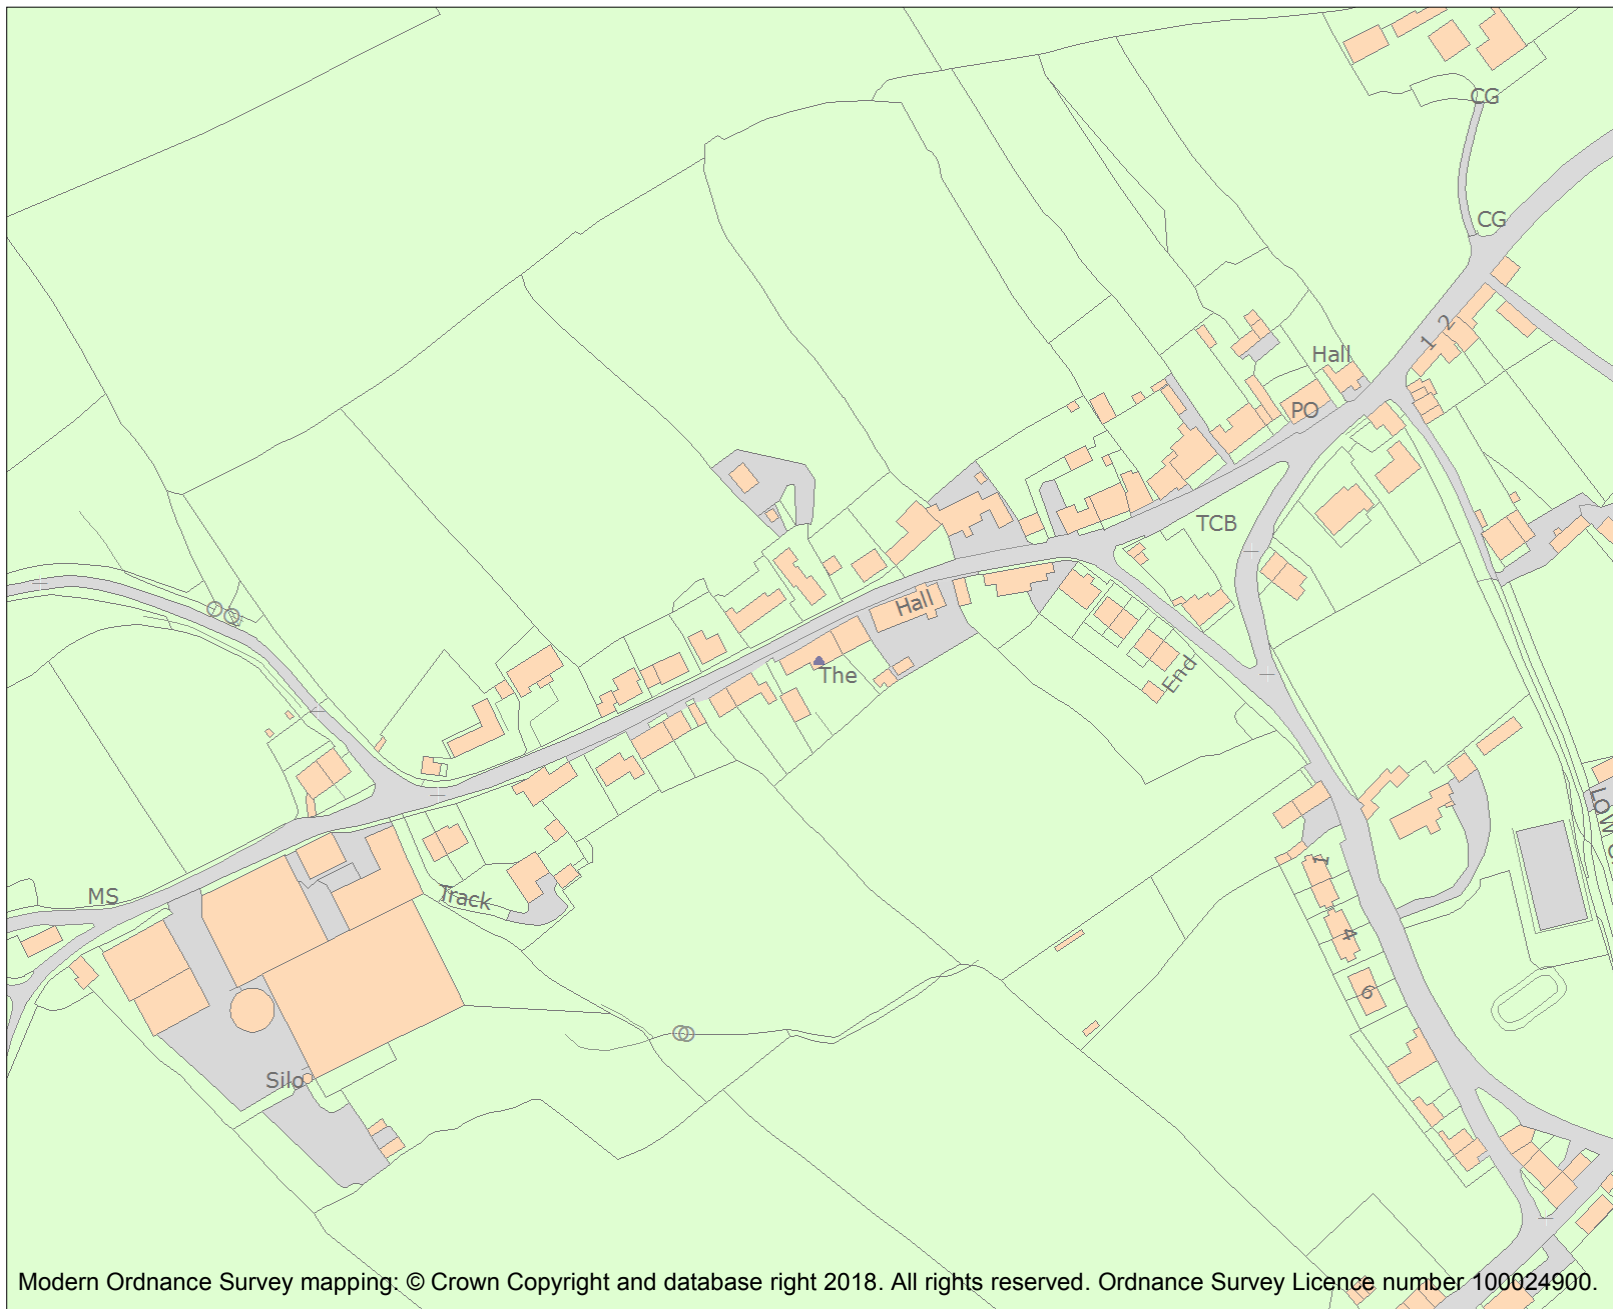 CG
CG
1 2
Hall
PO
TCB
Hall
The
End
MS
Track
1
4
6
Silo
Modern Ordnance Survey mapping: © Crown Copyright and database right 2018. All rights reserved. Ordnance Survey Licence number 100024900.